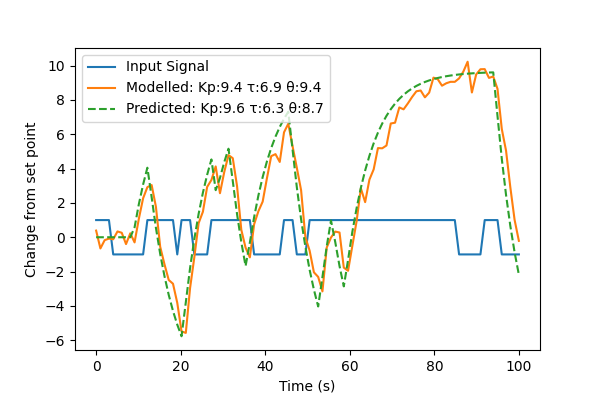 Input Signal
Modelled: Kp:9.4 τ:6.9 θ:9.4
Predicted: Kp:9.6 τ:6.3 θ:8.7
Change from set point
10
8
6
4
2
0
−2
−4
−6
0 20 40 60 80 100
Time (s)